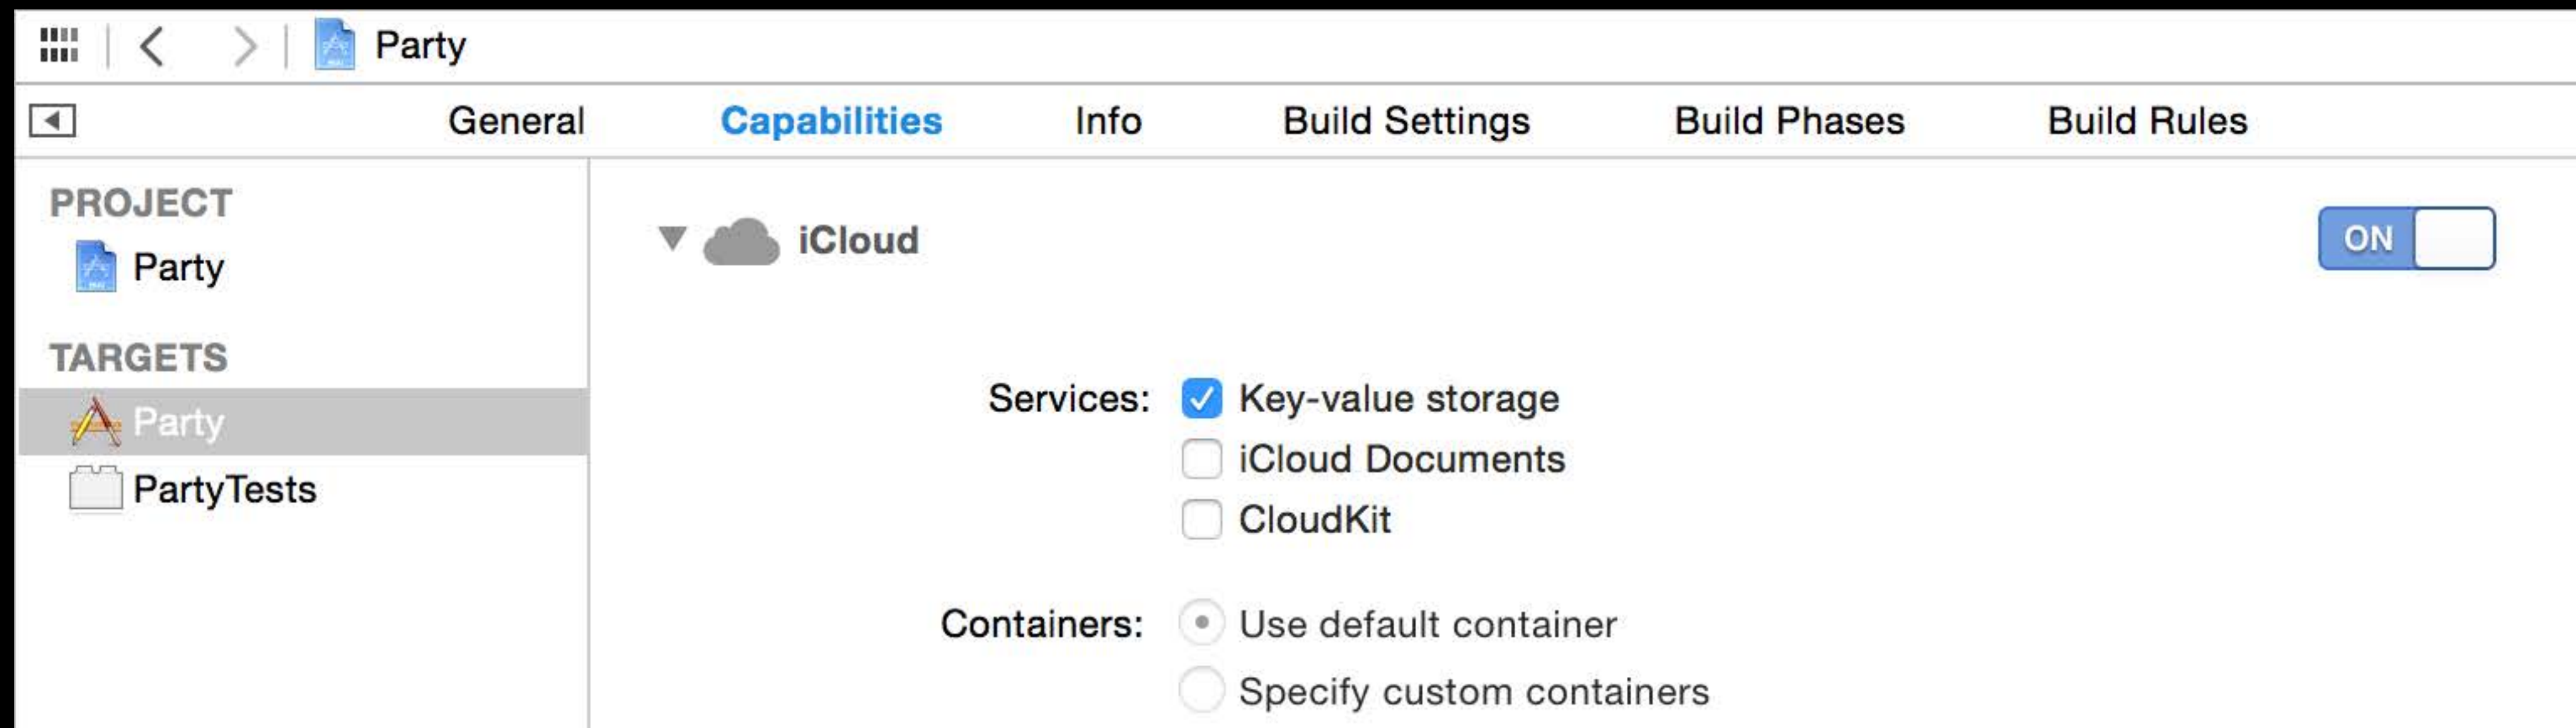 Party
General Capabilities Info Build Settings Build Phases Build Rules
PROJECT
Party
TARGETS
Party
PartyTests
iCloud ON
Services: Key-value storage
iCloud Documents
CloudKit
Containers: Use default container
Specify custom containers